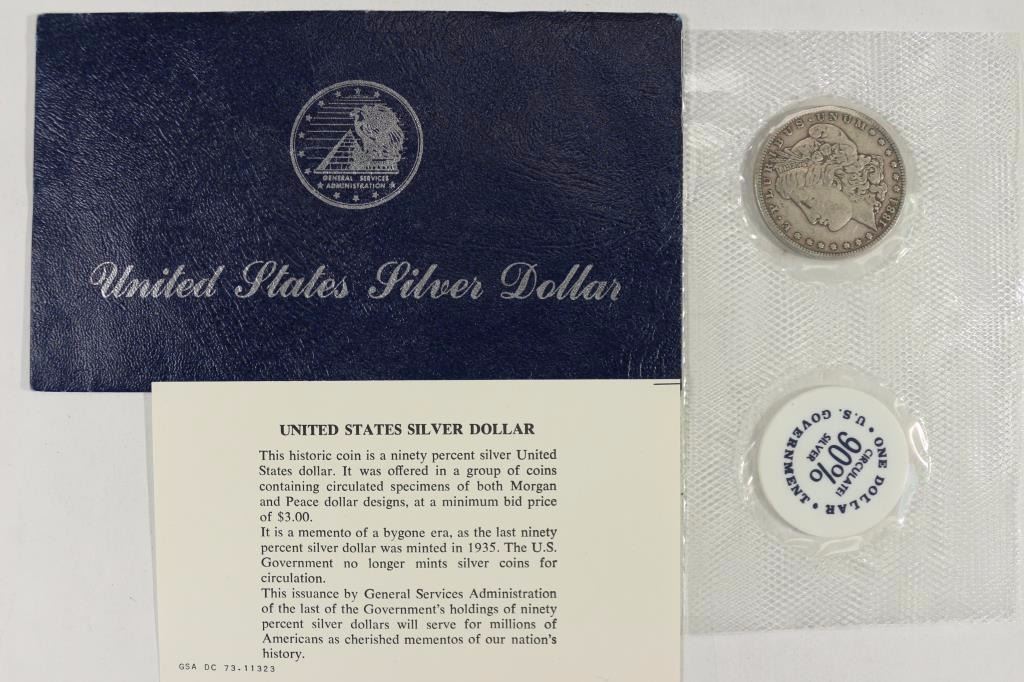 GENERAL SERVICES
★ ADMINISTRATION ★
United States Silver Dollar
E·PLURIBUS·UNUM
1881
ONE DOLLAR • U.S. GOVERNMENT •
CIRCULATED
90%
SILVER
UNITED STATES SILVER DOLLAR
This historic coin is a ninety percent silver United
States dollar. It was offered in a group of coins
containing circulated specimens of both Morgan
and Peace dollar designs, at a minimum bid price
of $3.00.
It is a memento of a bygone era, as the last ninety
percent silver dollar was minted in 1935. The U.S.
Government no longer mints silver coins for
circulation.
This issuance by General Services Administration
of the last of the Government's holdings of ninety
percent silver dollars will serve for millions of
Americans as cherished mementos of our nation's
history.
GSA DC 73-11323